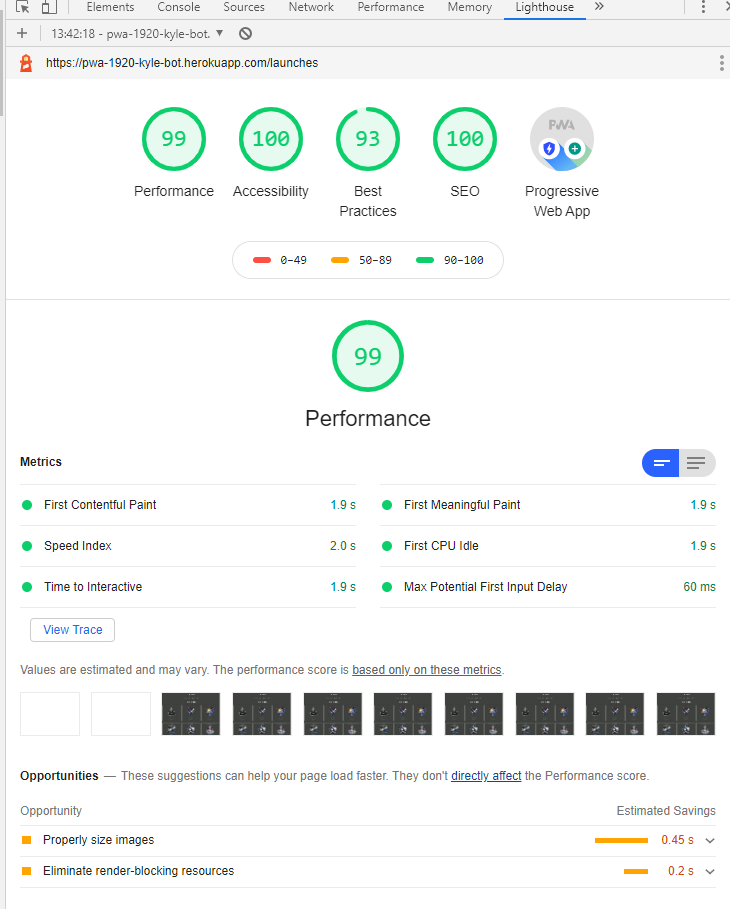 Elements Console Sources Network Performance Memory Lighthouse »
+ 13:42:18 - pwa-1920-kyle-bot. ▼
https://pwa-1920-kyle-bot.herokuapp.com/launches
99 100 93 100 PWA
Performance Accessibility Best SEO Progressive
Practices Web App
0–49 50–89 90–100
99
Performance
Metrics
First Contentful Paint 1.9 s First Meaningful Paint 1.9 s
Speed Index 2.0 s First CPU Idle 1.9 s
Time to Interactive 1.9 s Max Potential First Input Delay 60 ms
View Trace
Values are estimated and may vary. The performance score is based only on these metrics.
Opportunities — These suggestions can help your page load faster. They don't directly affect the Performance score.
Opportunity Estimated Savings
Properly size images 0.45 s
Eliminate render-blocking resources 0.2 s